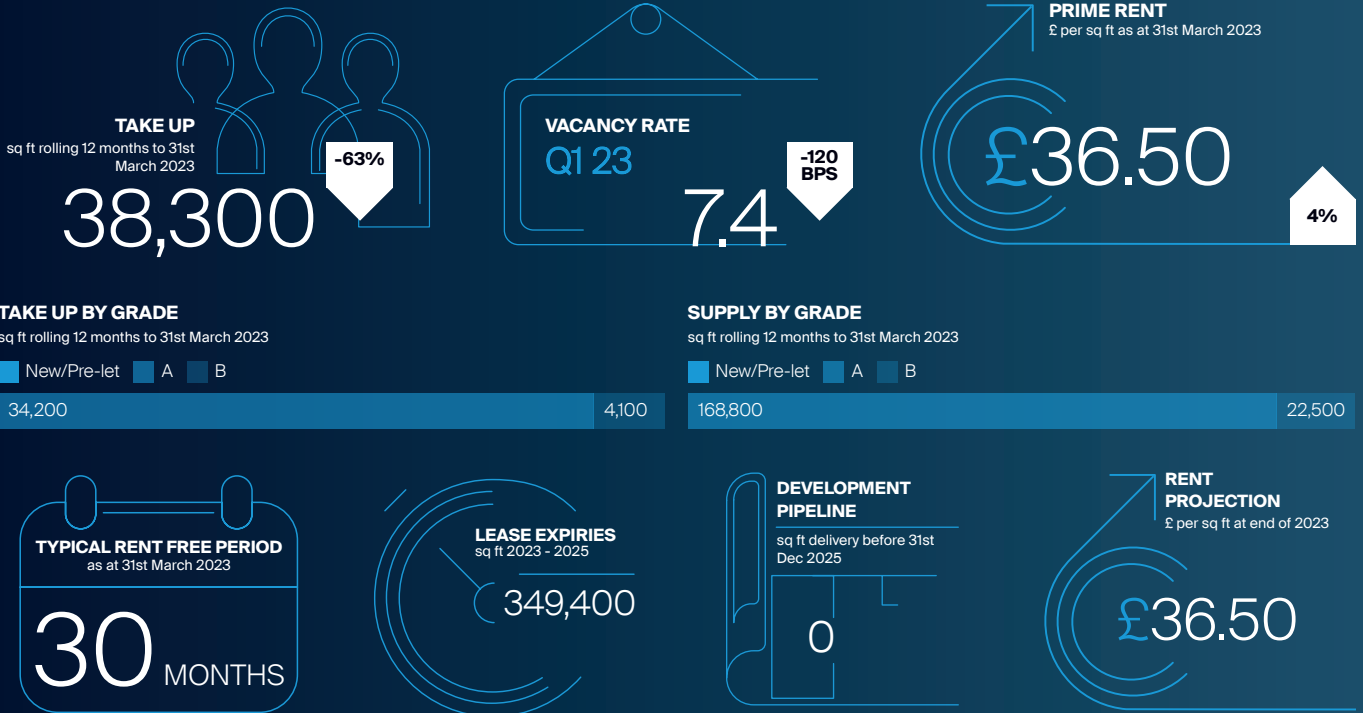 TAKE UP
sq ft rolling 12 months to 31st
March 2023
38,300
-63%
VACANCY RATE
Q1 23
7.4
-120
BPS
PRIME RENT
£ per sq ft as at 31st March 2023
£36.50
4%
TAKE UP BY GRADE
sq ft rolling 12 months to 31st March 2023
New/Pre-let A B
34,200 4,100
SUPPLY BY GRADE
sq ft rolling 12 months to 31st March 2023
New/Pre-let A B
168,800 22,500
TYPICAL RENT FREE PERIOD
as at 31st March 2023
30 MONTHS
LEASE EXPIRIES
sq ft 2023 - 2025
349,400
DEVELOPMENT
PIPELINE
sq ft delivery before 31st
Dec 2025
0
RENT
PROJECTION
£ per sq ft at end of 2023
£36.50